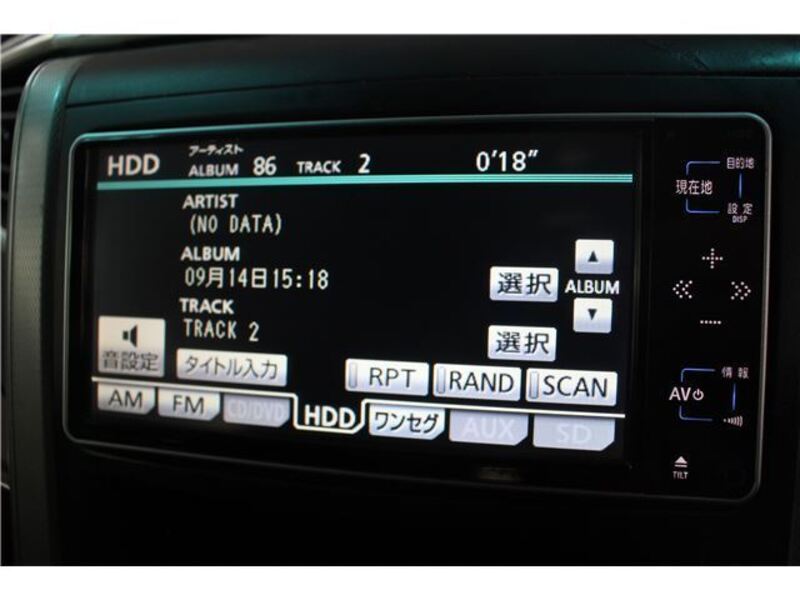 HDD アーティスト ALBUM 86 TRACK 2 0'18"
ARTIST
(NO DATA)
ALBUM
09月14日15:18
選択 ALBUM
TRACK
TRACK 2
選択
音設定 タイトル入力 RPT RAND SCAN
AM FM CD/DVD HDD ワンセグ AUX SD
目的地
現在地
設定
DISP
情報
AV
TILT